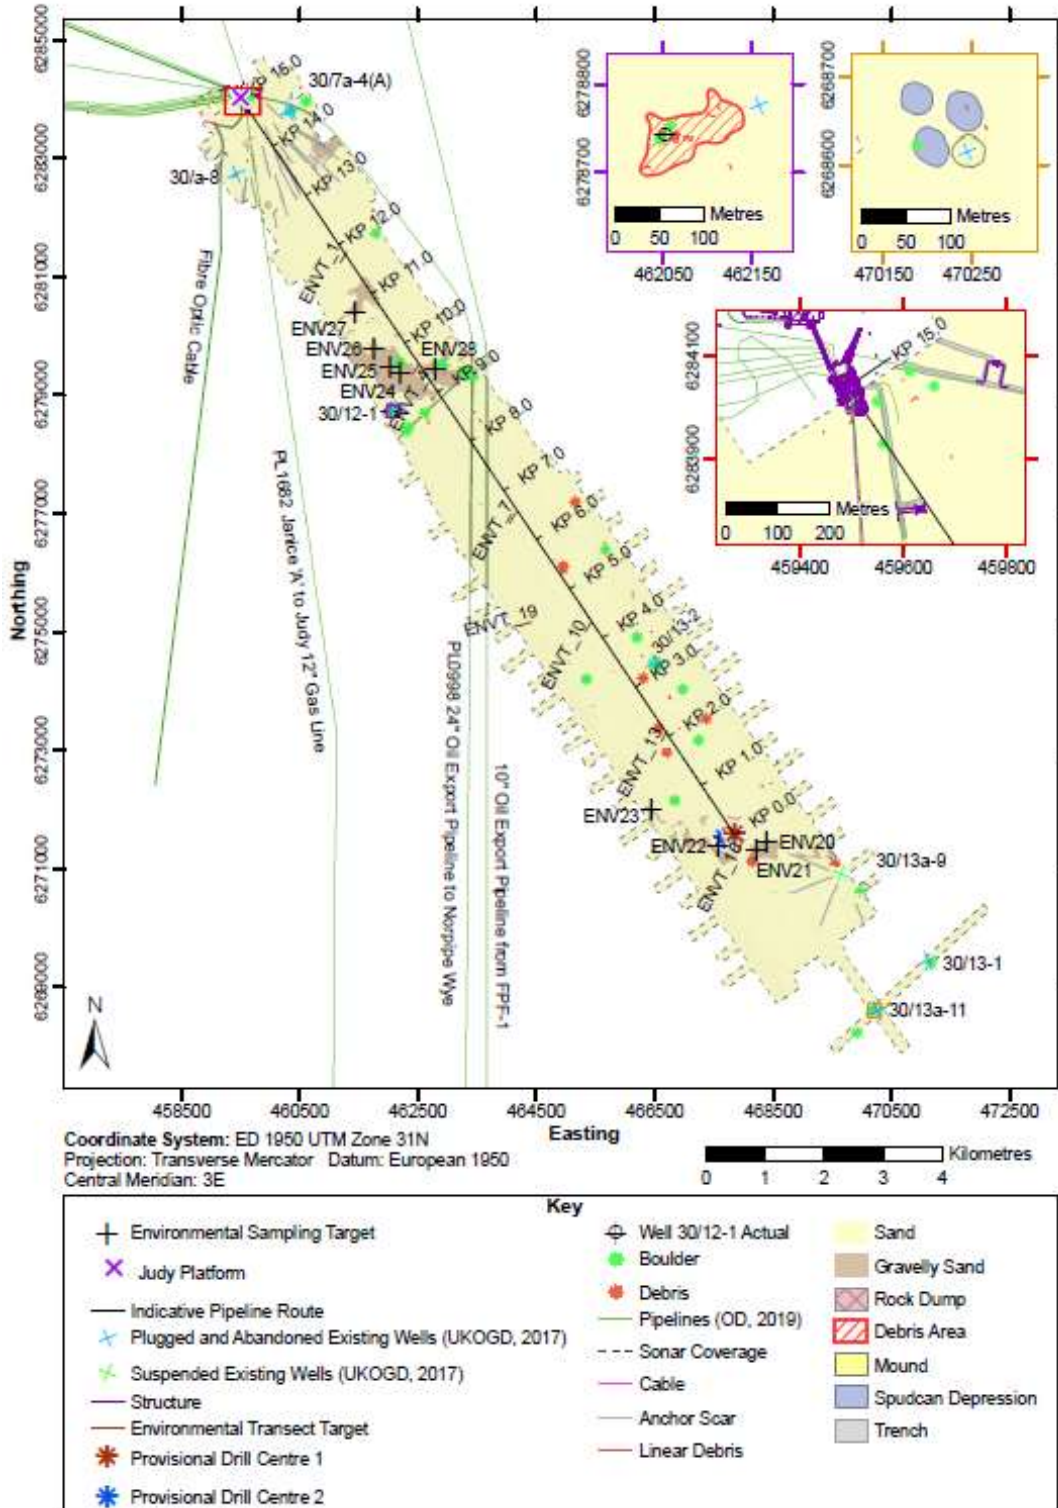 6285000
6283000
6281000
6279000
6277000
6275000
6273000
6271000
6269000
Northing
30/7a-4(A)
KP 15.0
KP 14.0
KP 13.0
30/a-8
KP 12.0
ENVT_1
KP 11.0
KP 10.0
ENV27
ENV26
ENV28
ENV25
KP 9.0
ENV24
30/12-1
KP 8.0
Fibre Optic Cable
PL1682 Janice 'A' to Judy 12" Gas Line
KP 7.0
ENVT_7
KP 6.0
KP 5.0
ENVT_19
ENVT_10
KP 4.0
30/13-2
KP 3.0
PL0998 24" Oil Export Pipeline to Norpipe Wye
10" Oil Export Pipeline from FPF-1
KP 2.0
ENVT_13
KP 1.0
ENV23
KP 0.0
ENV22
ENV20
ENV21
ENVT_18
30/13a-9
30/13-1
30/13a-11
N
6278800
6278700
Metres
0 50 100
462050 462150
6268700
6268600
Metres
0 50 100
470150 470250
KP 15.0
6284100
6283900
Metres
0 100 200
459400 459600 459800
458500 460500 462500 464500 466500 468500 470500 472500
Easting
Coordinate System: ED 1950 UTM Zone 31N
Projection: Transverse Mercator Datum: European 1950
Central Meridian: 3E
Kilometres
0 1 2 3 4
Key
Environmental Sampling Target
Judy Platform
Indicative Pipeline Route
Plugged and Abandoned Existing Wells (UKOGD, 2017)
Suspended Existing Wells (UKOGD, 2017)
Structure
Environmental Transect Target
Provisional Drill Centre 1
Provisional Drill Centre 2
Well 30/12-1 Actual
Boulder
Debris
Pipelines (OD, 2019)
Sonar Coverage
Cable
Anchor Scar
Linear Debris
Sand
Gravelly Sand
Rock Dump
Debris Area
Mound
Spudcan Depression
Trench